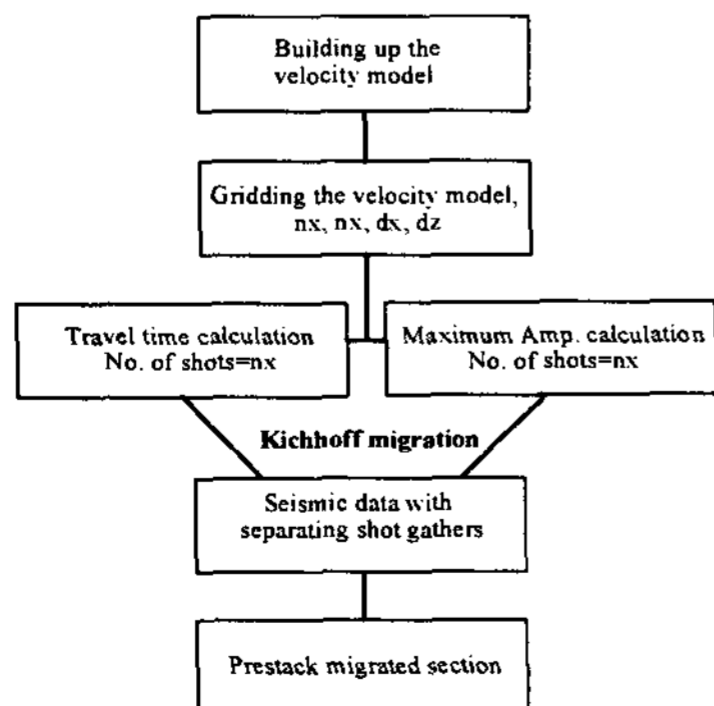 Building up the
velocity model
Gridding the velocity model,
nx, nx, dx, dz
Travel time calculation
No. of shots=nx
Maximum Amp. calculation
No. of shots=nx
Kichhoff migration
Seismic data with
separating shot gathers
Prestack migrated section